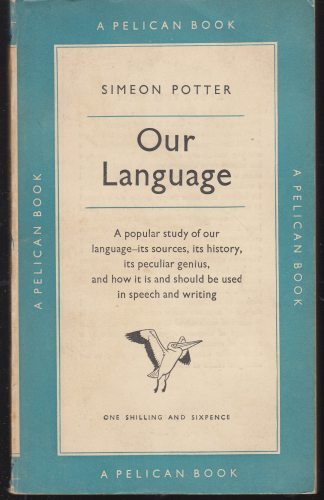 A PELICAN BOOK
SIMEON POTTER
Our
Language
A popular study of our
language–its sources, its history,
its peculiar genius,
and how it is and should be used
in speech and writing
ONE SHILLING AND SIXPENCE
A PELICAN BOOK
A PELICAN BOOK
A PELICAN BOOK